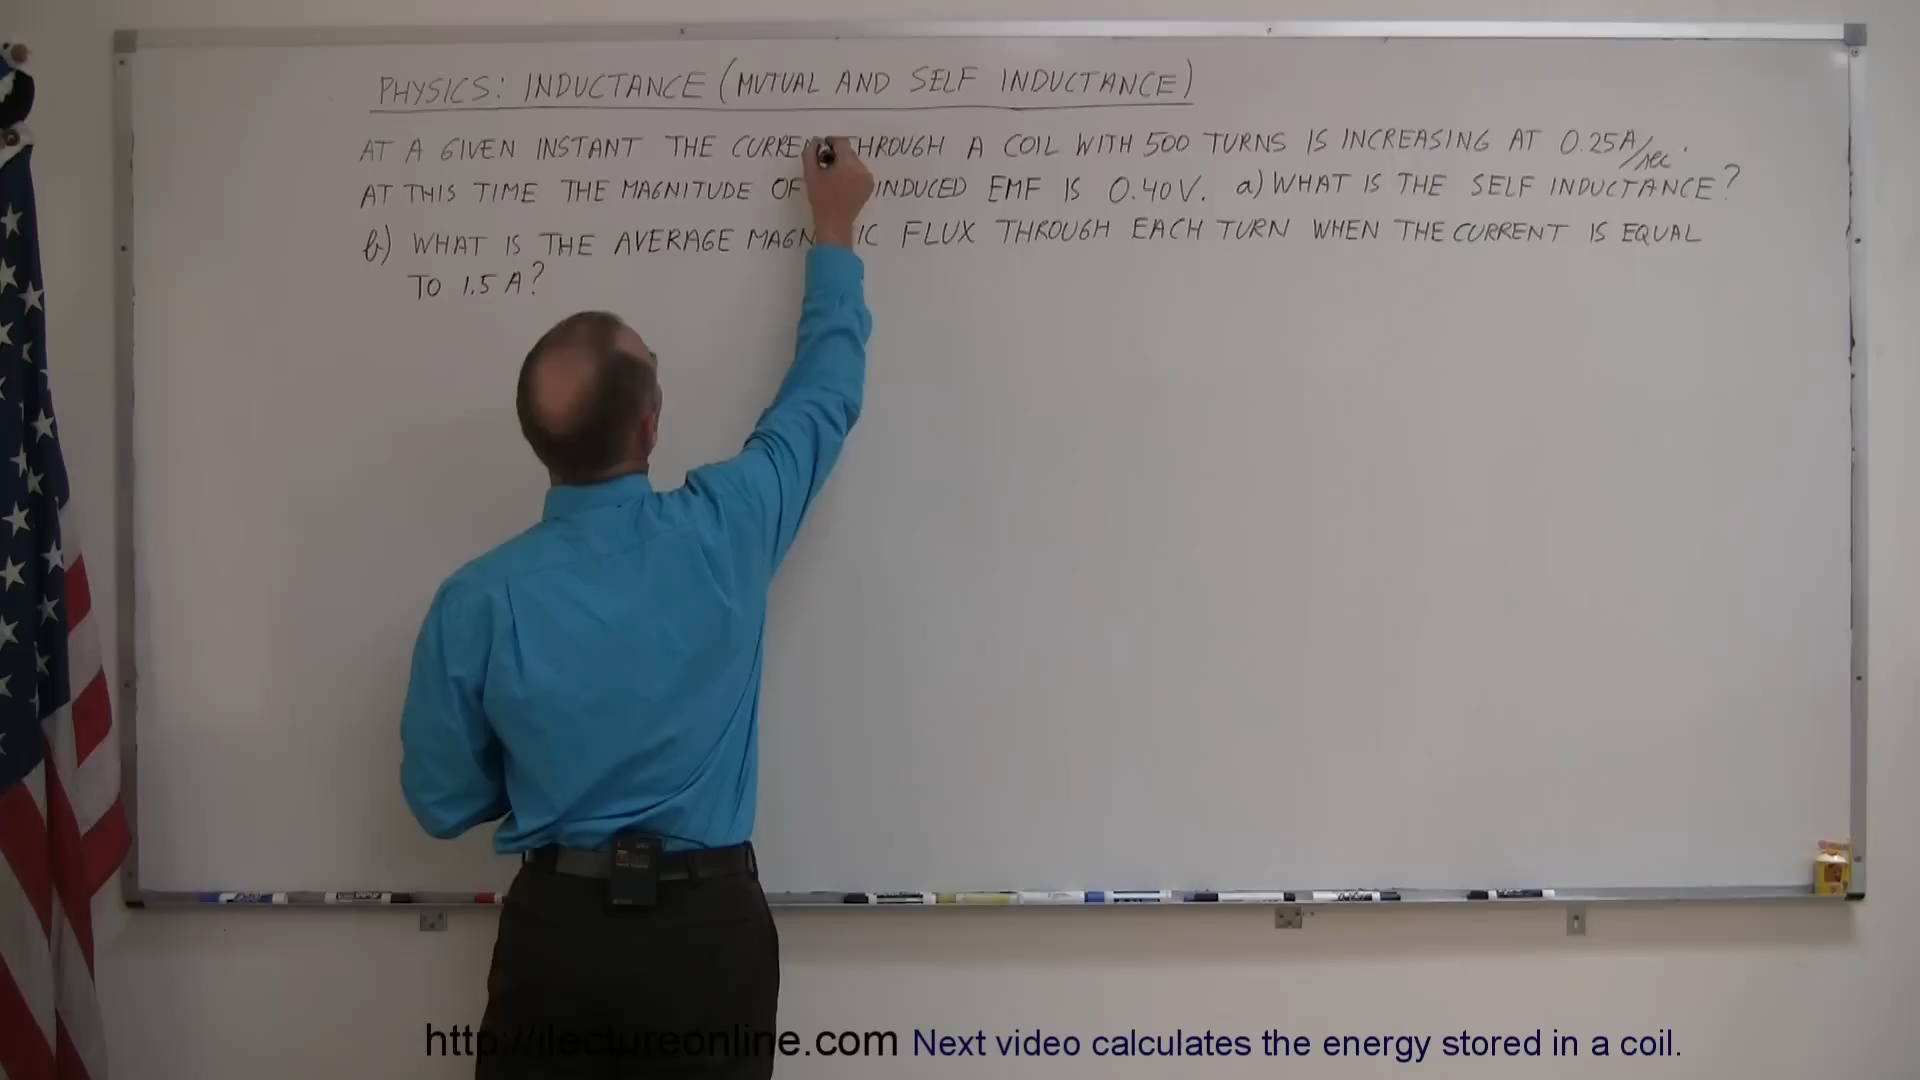 PHYSICS: INDUCTANCE (MUTUAL AND SELF INDUCTANCE)
AT A GIVEN INSTANT THE CURRENT THROUGH A COIL WITH 500 TURNS IS INCREASING AT 0.25A/sec.
AT THIS TIME THE MAGNITUDE OF INDUCED EMF IS 0.40V. a) WHAT IS THE SELF INDUCTANCE?
b) WHAT IS THE AVERAGE MAGNETIC FLUX THROUGH EACH TURN WHEN THE CURRENT IS EQUAL
TO 1.5 A?
http://ilectureonline.com Next video calculates the energy stored in a coil.